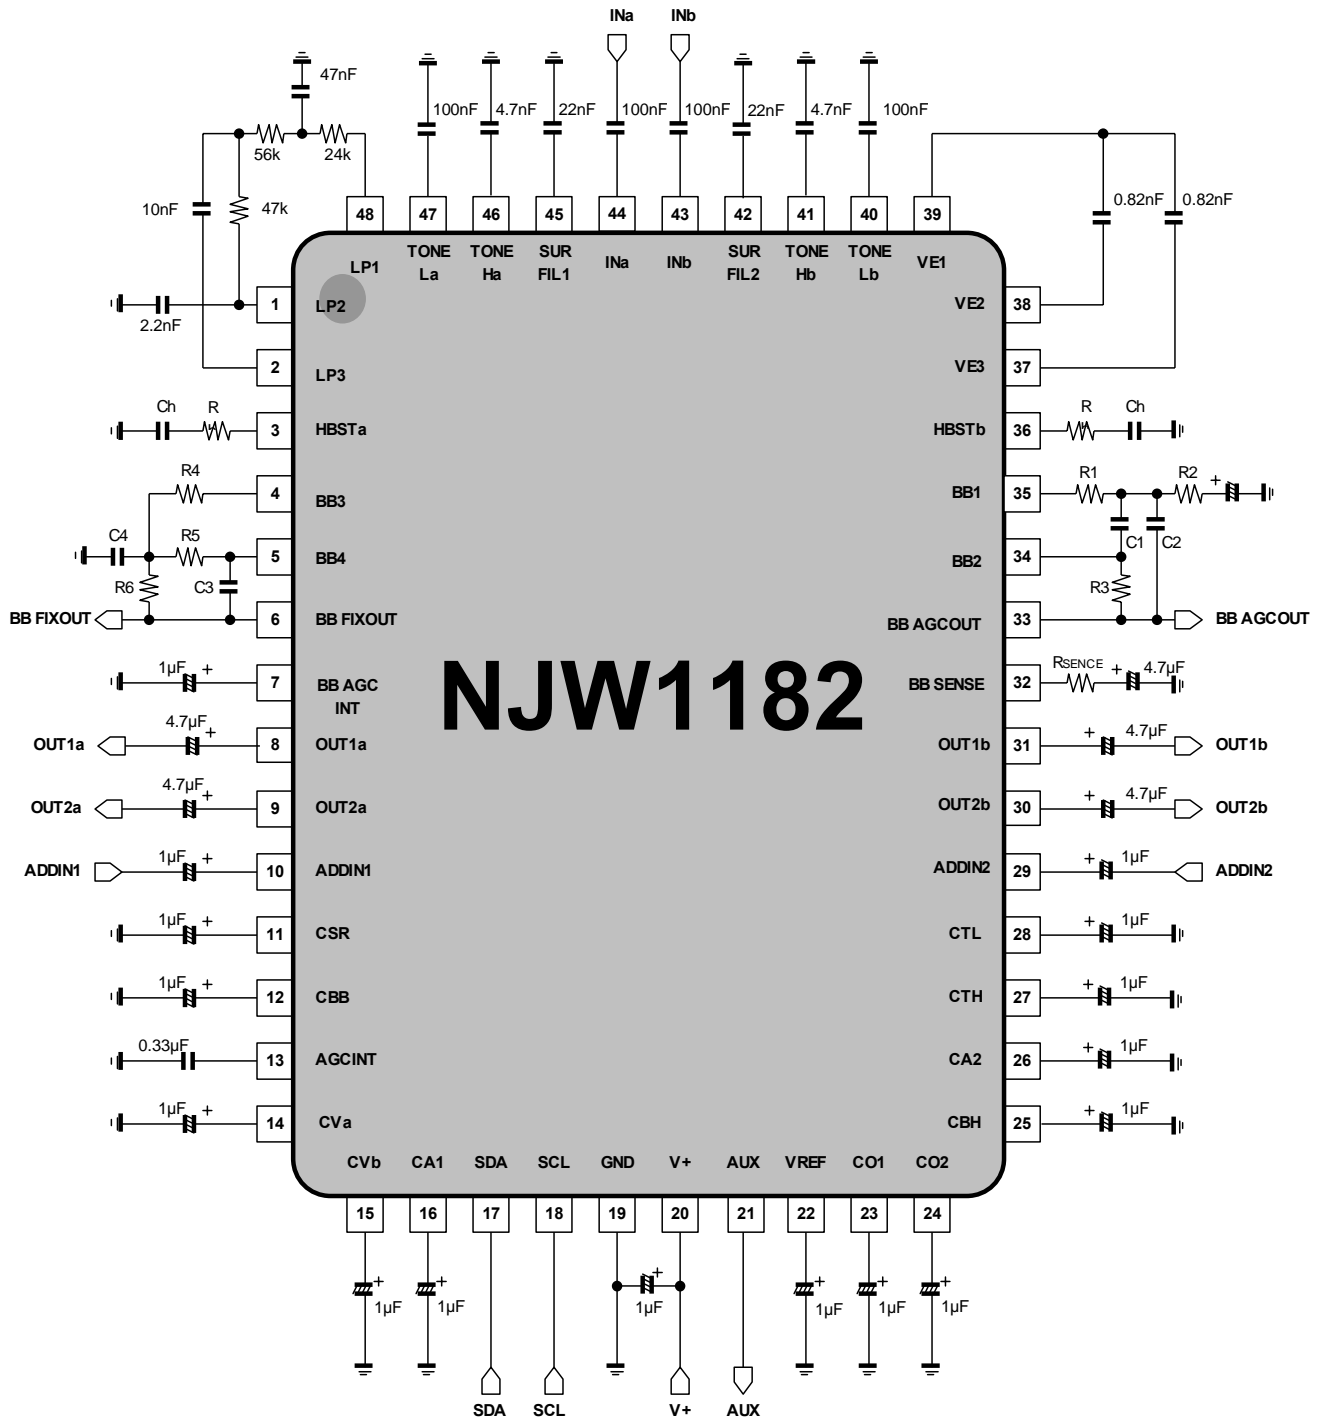 INa INb
47nF
100nF 4.7nF 22nF 100nF 100nF 22nF 4.7nF 100nF
56k 24k
10nF 47k 0.82nF 0.82nF
48 47 46 45 44 43 42 41 40 39
LP1 TONE La TONE Ha SUR FIL1 INa INb SUR FIL2 TONE Hb TONE Lb VE1
2.2nF 1 LP2 VE2 38
2 LP3 VE3 37
Ch R 3 HBSTa HBSTb 36 R Ch
R4 4 BB3 BB1 35 R1 R2 +
C4 R5 5 BB4 BB2 34 C1 C2
R6 C3 R3
BB FIXOUT 6 BB FIXOUT BB AGCOUT 33 BB AGCOUT
1µF + 7 BB AGC INT BB SENSE 32 RSENCE + 4.7µF
NJW1182
OUT1a 4.7µF + 8 OUT1a OUT1b 31 + 4.7µF OUT1b
OUT2a 4.7µF + 9 OUT2a OUT2b 30 + 4.7µF OUT2b
ADDIN1 1µF + 10 ADDIN1 ADDIN2 29 + 1µF ADDIN2
1µF + 11 CSR CTL 28 + 1µF
1µF + 12 CBB CTH 27 + 1µF
0.33µF 13 AGCINT CA2 26 + 1µF
1µF + 14 CVa CBH 25 + 1µF
CVb CA1 SDA SCL GND V+ AUX VREF CO1 CO2
15 16 17 18 19 20 21 22 23 24
+ + + + + +
1µF 1µF 1µF 1µF 1µF 1µF
SDA SCL V+ AUX